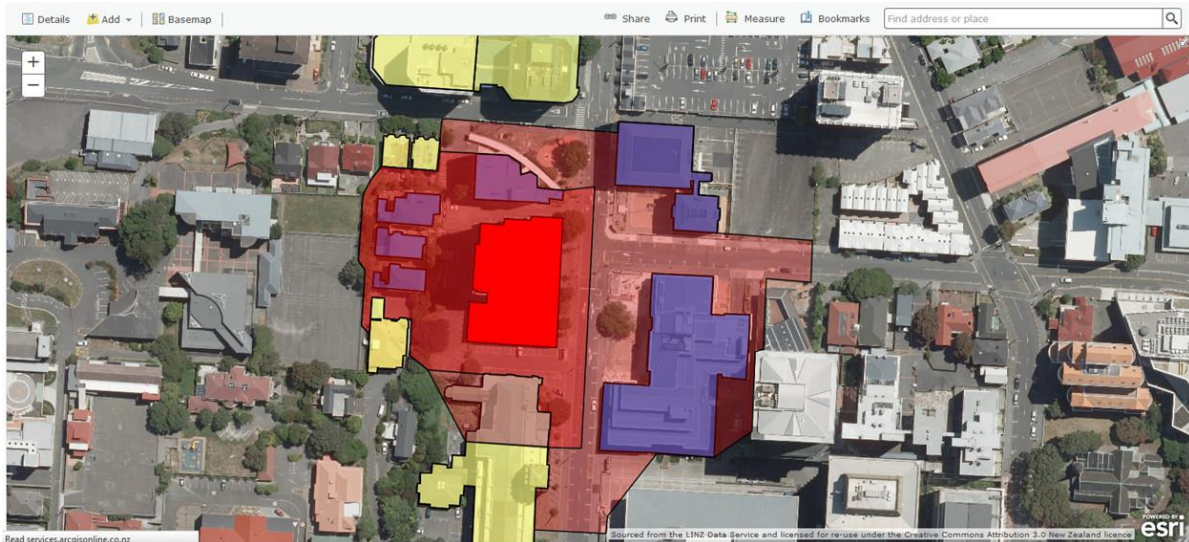 Details Add Basemap Share Print Measure Bookmarks Find address or place
+
−
Read services.arcgisonline.co.nz
Sourced from the LINZ Data Service and licensed for re-use under the Creative Commons Attribution 3.0 New Zealand licence
POWERED BY
esri